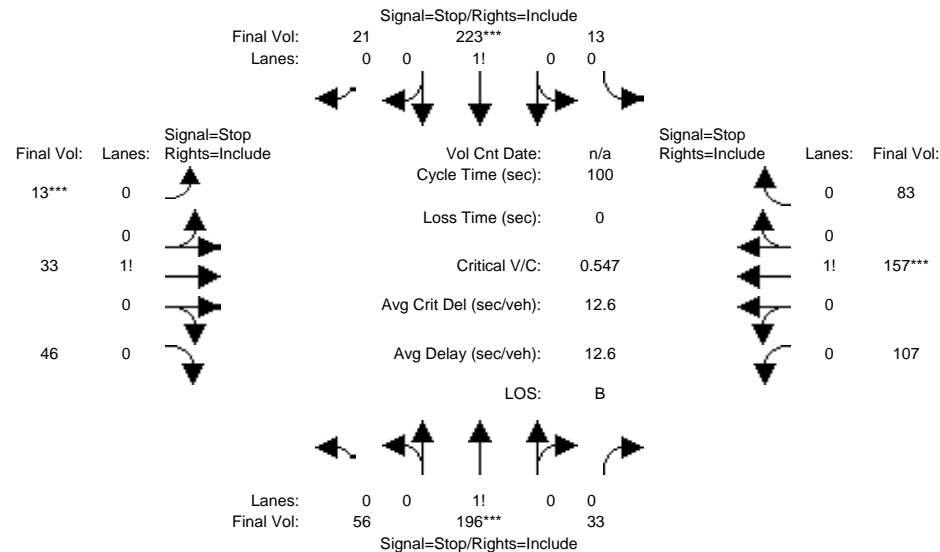 Signal=Stop/Rights=Include
Final Vol: 21 223*** 13
Lanes: 0 0 1! 0 0
Signal=Stop
Final Vol: Lanes: Rights=Include
Vol Cnt Date: n/a
Signal=Stop
Rights=Include Lanes: Final Vol:
Cycle Time (sec): 100
13*** 0
0 83
Loss Time (sec): 0
0
0
33 1!
Critical V/C: 0.547
1! 157***
0
Avg Crit Del (sec/veh): 12.6
0
46 0
Avg Delay (sec/veh): 12.6
0 107
LOS: B
Lanes: 0 0 1! 0 0
Final Vol: 56 196*** 33
Signal=Stop/Rights=Include